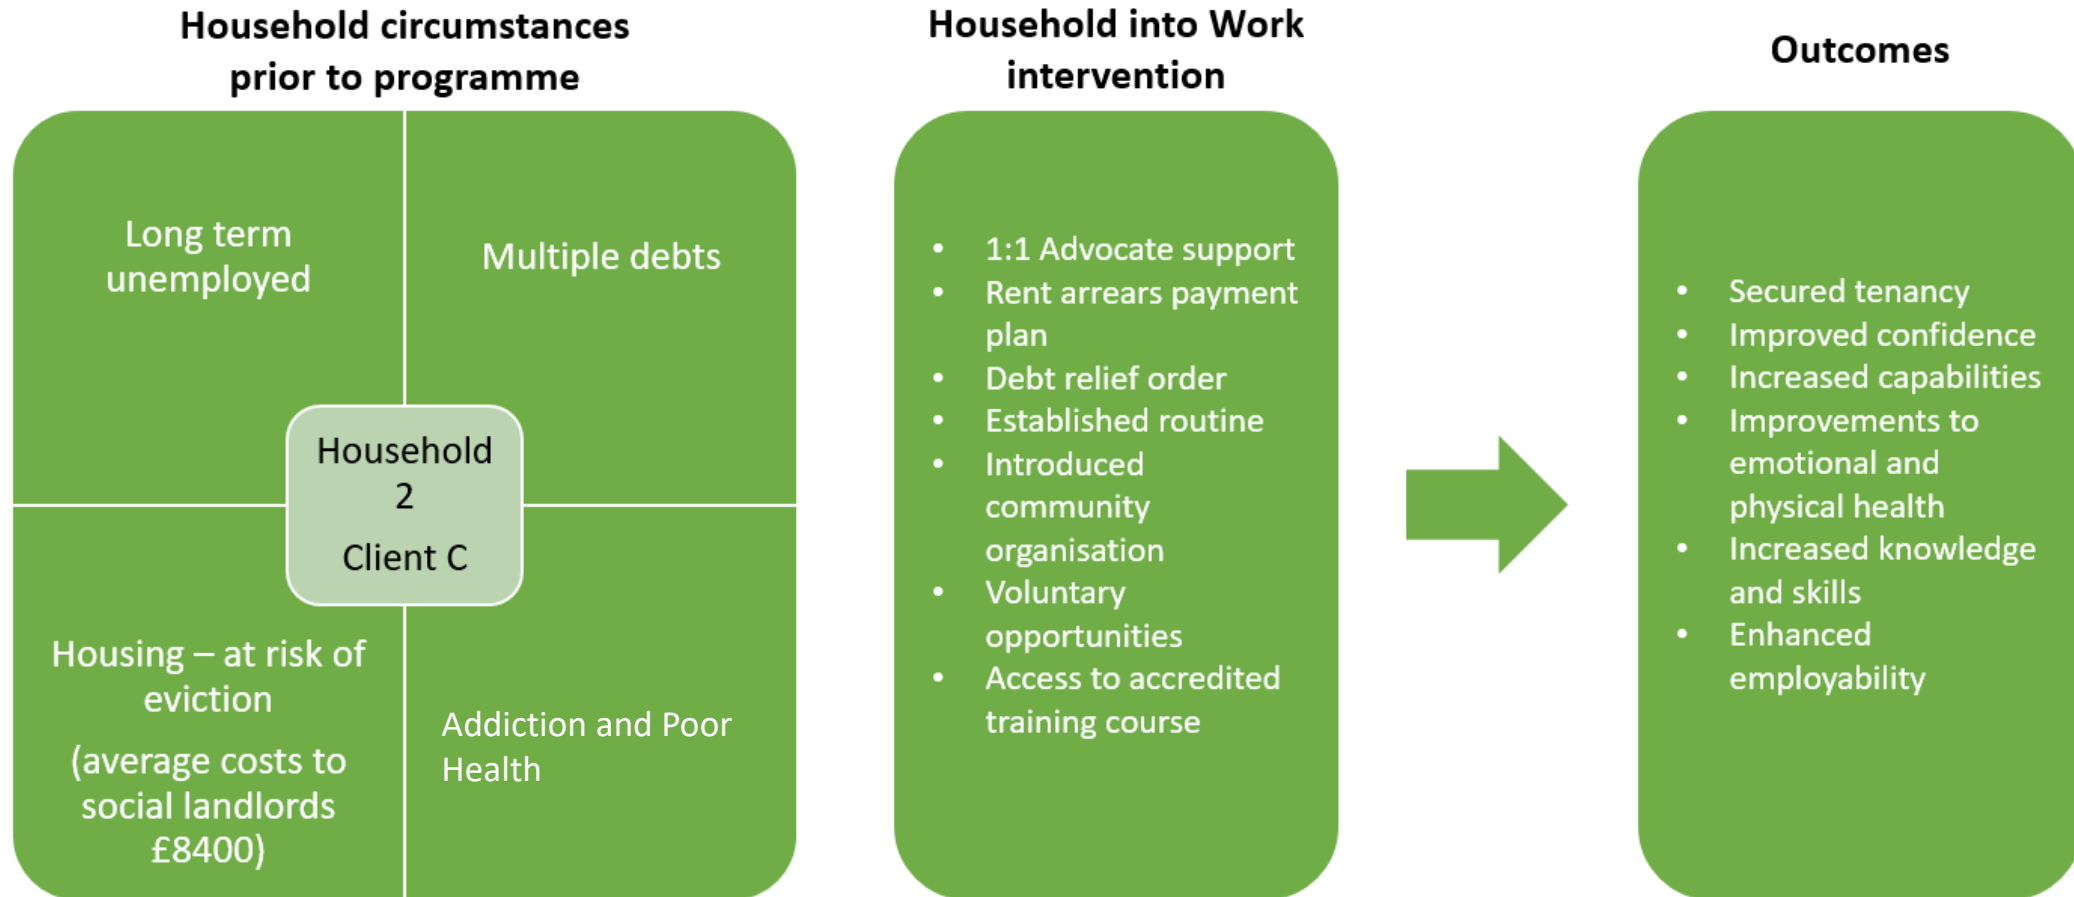 Household circumstances
prior to programme
Long term
unemployed
Multiple debts
Household
2
Client C
Housing – at risk of
eviction
(average costs to
social landlords
£8400)
Addiction and Poor
Health
Household into Work
intervention
• 1:1 Advocate support
• Rent arrears payment
plan
• Debt relief order
• Established routine
• Introduced
community
organisation
• Voluntary
opportunities
• Access to accredited
training course
Outcomes
• Secured tenancy
• Improved confidence
• Increased capabilities
• Improvements to
emotional and
physical health
• Increased knowledge
and skills
• Enhanced
employability